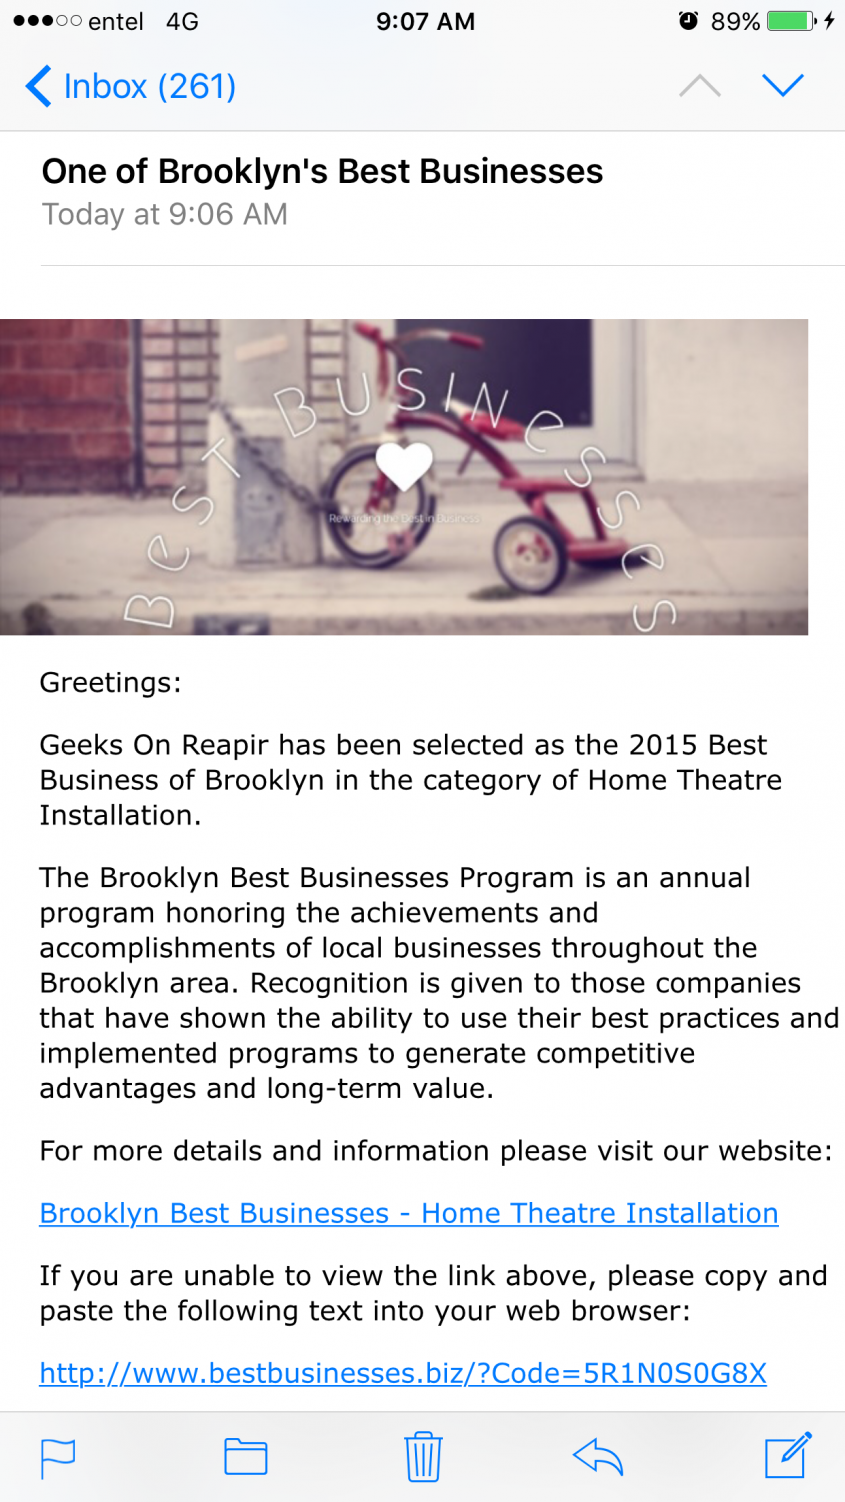 entel 4G 9:07 AM 89%
Inbox (261)
One of Brooklyn's Best Businesses
Today at 9:06 AM
BeST BUSINesses
Rewarding the Best in Business
Greetings:
Geeks On Reapir has been selected as the 2015 Best
Business of Brooklyn in the category of Home Theatre
Installation.
The Brooklyn Best Businesses Program is an annual
program honoring the achievements and
accomplishments of local businesses throughout the
Brooklyn area. Recognition is given to those companies
that have shown the ability to use their best practices and
implemented programs to generate competitive
advantages and long-term value.
For more details and information please visit our website:
Brooklyn Best Businesses - Home Theatre Installation
If you are unable to view the link above, please copy and
paste the following text into your web browser:
http://www.bestbusinesses.biz/?Code=5R1N0S0G8X